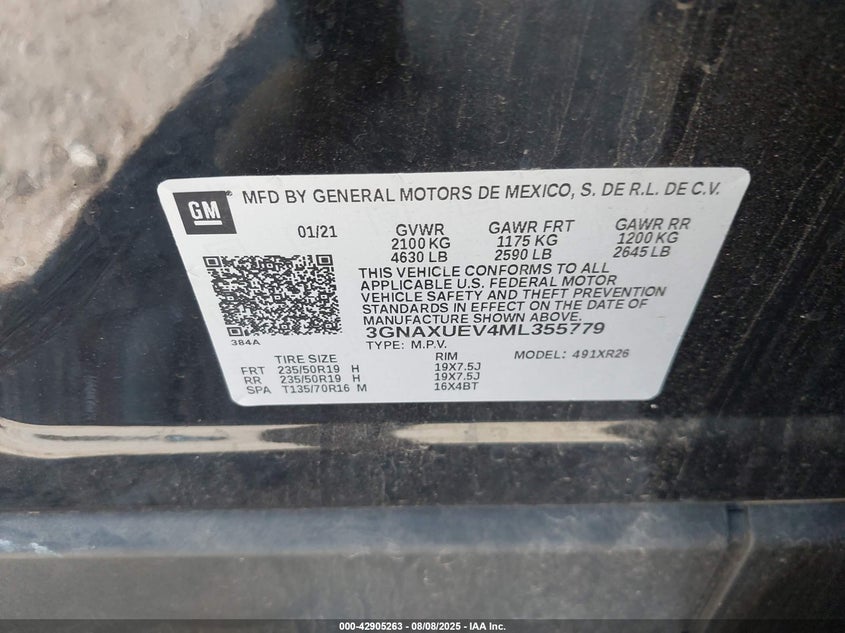 GM
MFD BY GENERAL MOTORS DE MEXICO, S. DE R.L. DE C.V.
01/21 GVWR GAWR FRT GAWR RR
2100 KG 1175 KG 1200 KG
4630 LB 2590 LB 2645 LB
THIS VEHICLE CONFORMS TO ALL
APPLICABLE U.S. FEDERAL MOTOR
VEHICLE SAFETY AND THEFT PREVENTION
STANDARDS IN EFFECT ON THE DATE OF
MANUFACTURE SHOWN ABOVE.
3GNAXUEV4ML355779
384A
TYPE: M.P.V. MODEL: 491XR26
TIRE SIZE RIM
FRT 235/50R19 H 19X7.5J
RR 235/50R19 H 19X7.5J
SPA T135/70R16 M 16X4BT
000-42905263 - 08/08/2025 - IAA Inc.